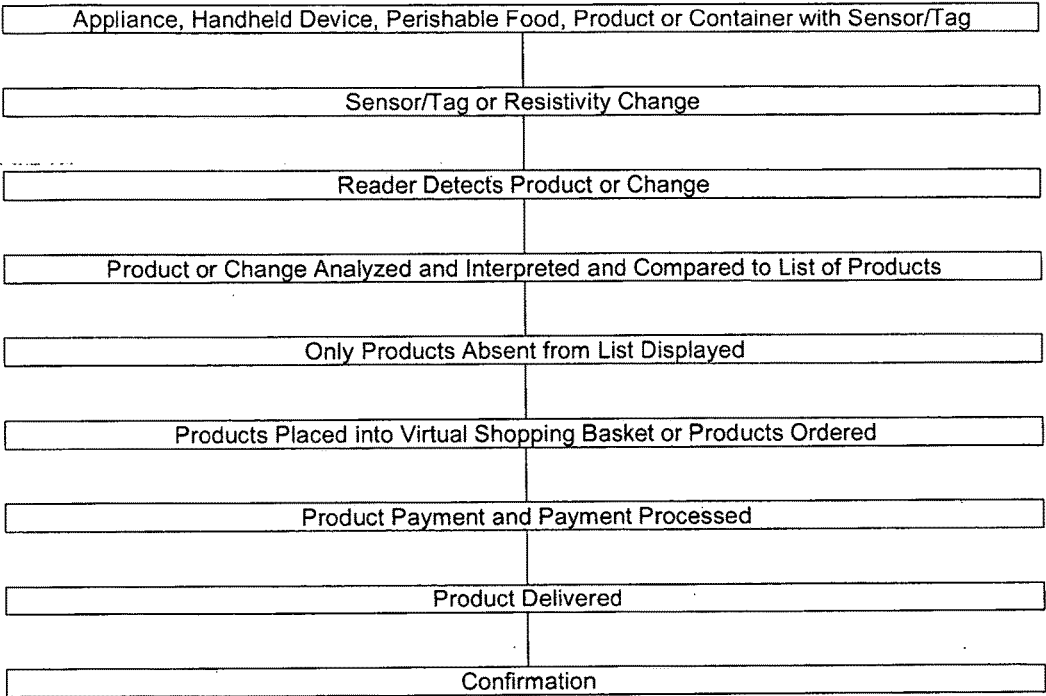 Appliance, Handheld Device, Perishable Food, Product or Container with Sensor/Tag
Sensor/Tag or Resistivity Change
Reader Detects Product or Change
Product or Change Analyzed and Interpreted and Compared to List of Products
Only Products Absent from List Displayed
Products Placed into Virtual Shopping Basket or Products Ordered
Product Payment and Payment Processed
Product Delivered
Confirmation